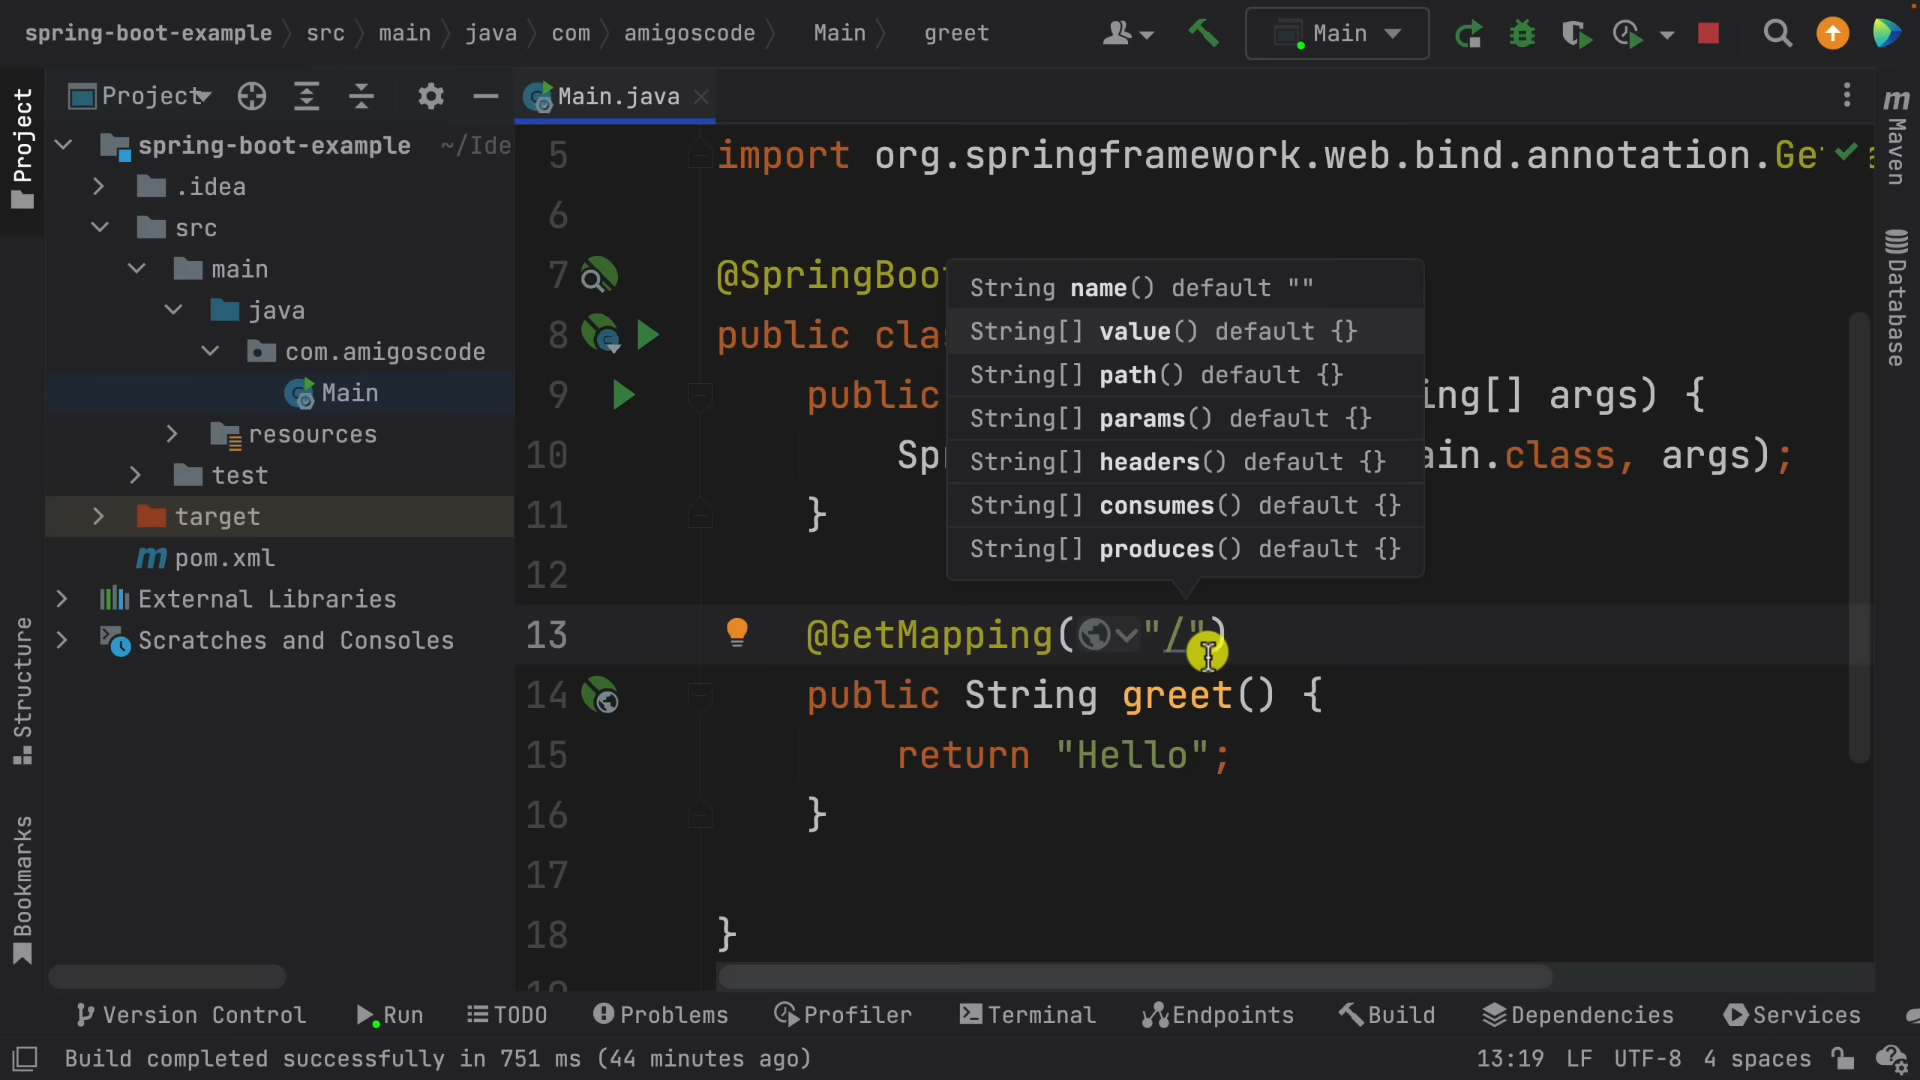 spring-boot-example src main java com amigoscode Main greet Main
Project Main.java
Project
spring-boot-example ~/Ide
.idea
src
main
java
com.amigoscode
Main
resources
test
target
pom.xml
External Libraries
Scratches and Consoles
Structure
Bookmarks
5 import org.springframework.web.bind.annotation.Ge
6
7 @SpringBoo
8 public cla
9 public ing[] args) {
10 Sp ain.class, args);
11 }
12
13 @GetMapping("/")
14 public String greet() {
15 return "Hello";
16 }
17
18 }
String name() default ""
String[] value() default {}
String[] path() default {}
String[] params() default {}
String[] headers() default {}
String[] consumes() default {}
String[] produces() default {}
m Maven
Database
Version Control Run TODO Problems Profiler Terminal Endpoints Build Dependencies Services
Build completed successfully in 751 ms (44 minutes ago) 13:19 LF UTF-8 4 spaces